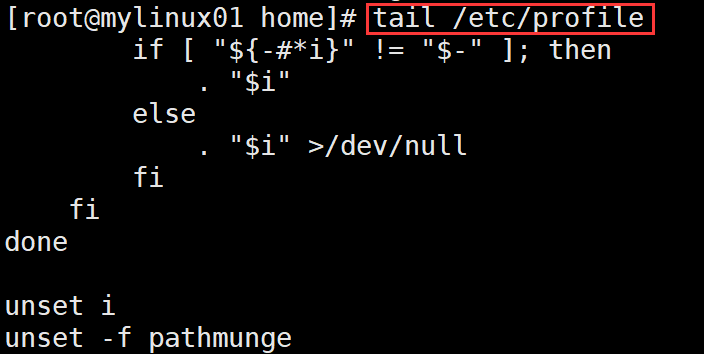 [root@mylinux01 home]# tail /etc/profile
        if [ "${-#*i}" != "$-" ]; then
            . "$i"
        else
            . "$i" >/dev/null
        fi
    fi
done

unset i
unset -f pathmunge